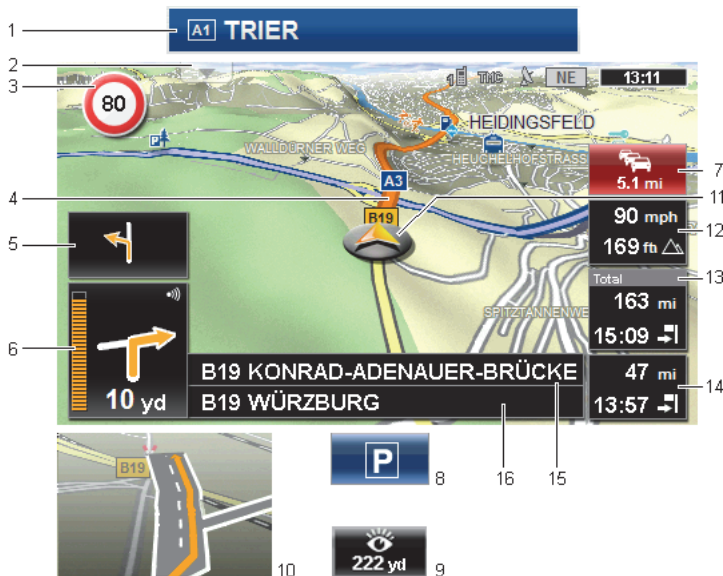 1
A1 TRIER
2
3
80
TMC
NE
13:11
HEIDINGSFELD
WALLDÜRNER WEG
HEUCHELHOFSTRASS
A3
4
B19
5.1 mi
7
11
90 mph
12
169 ft
5
Total
13
163 mi
15:09
SPITZTANNENWE
6
10 yd
B19 KONRAD-ADENAUER-BRÜCKE
B19 WÜRZBURG
47 mi
14
13:57
B19
P
8
16
15
10
222 yd
9